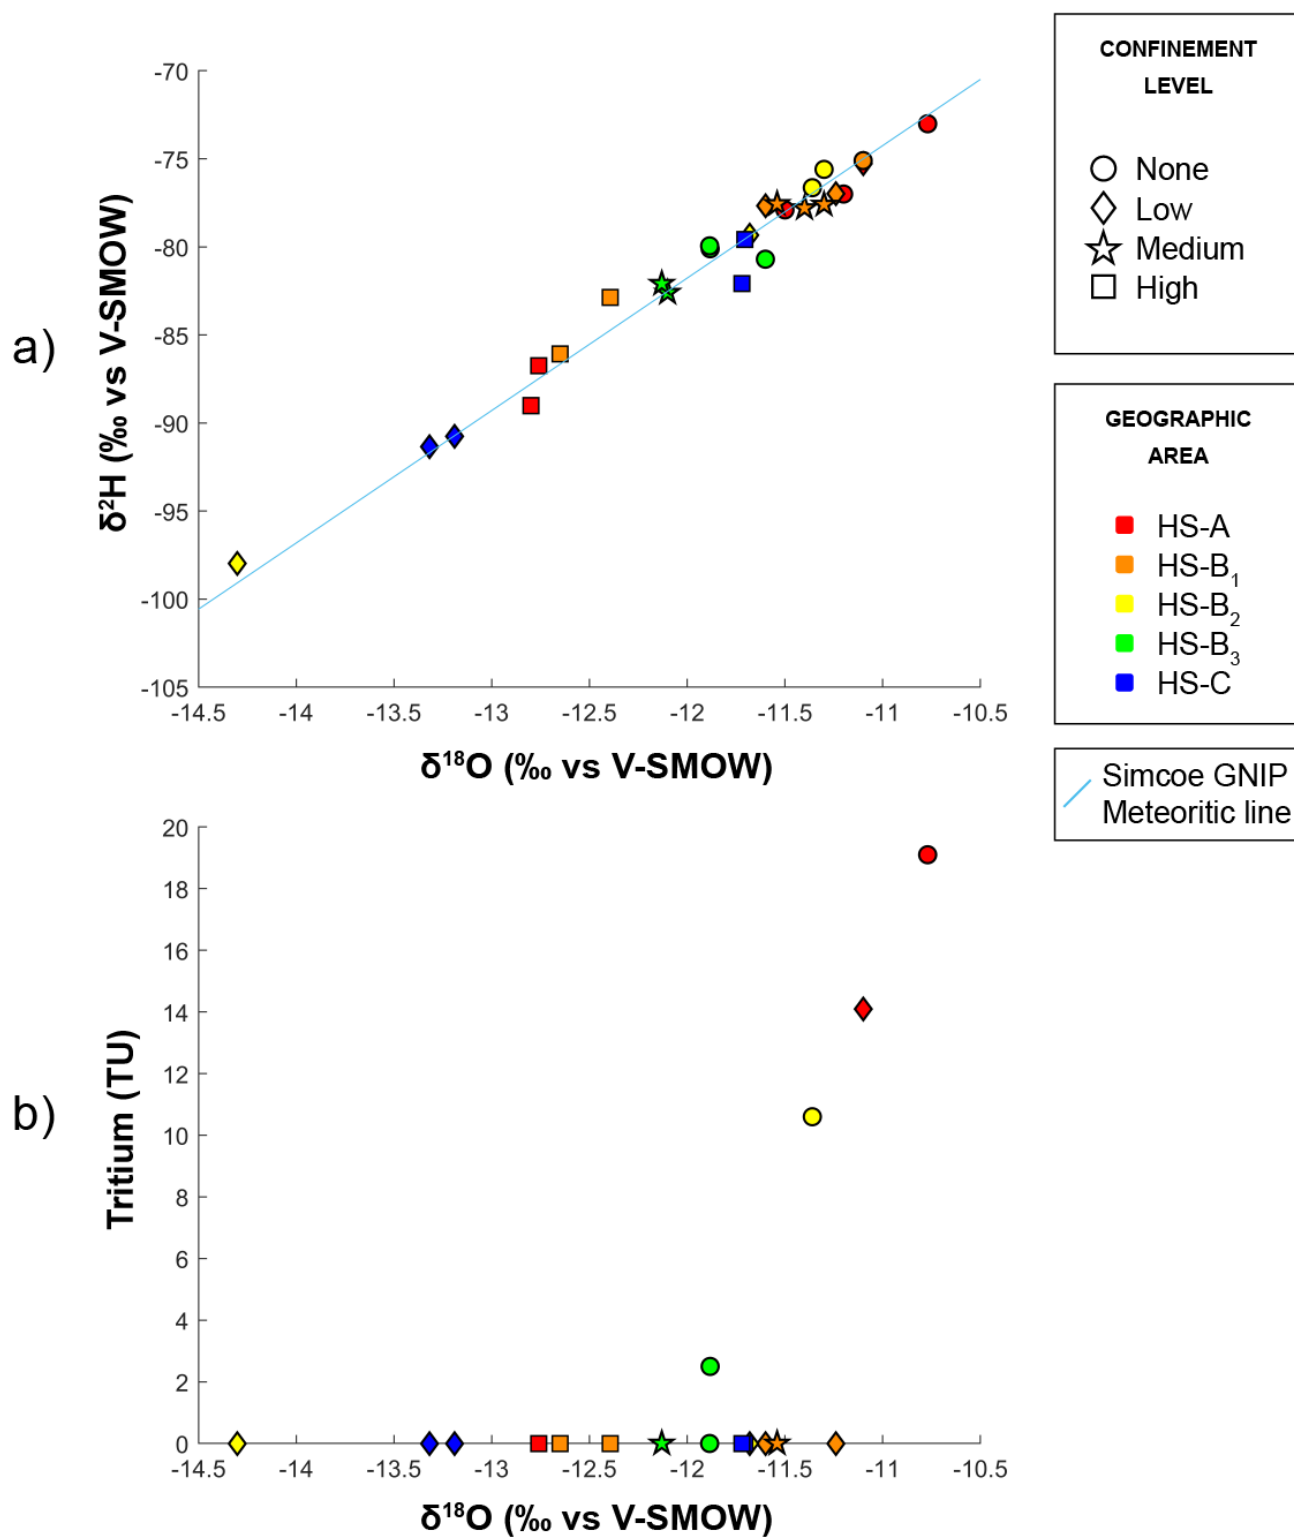 a)
δ²H (‰ vs V-SMOW)
-70
-75
-80
-85
-90
-95
-100
-105
-14.5 -14 -13.5 -13 -12.5 -12 -11.5 -11 -10.5
δ¹⁸O (‰ vs V-SMOW)
CONFINEMENT
LEVEL
None
Low
Medium
High
GEOGRAPHIC
AREA
HS-A
HS-B₁
HS-B₂
HS-B₃
HS-C
Simcoe GNIP
Meteoritic line
b)
Tritium (TU)
20
18
16
14
12
10
8
6
4
2
0
-14.5 -14 -13.5 -13 -12.5 -12 -11.5 -11 -10.5
δ¹⁸O (‰ vs V-SMOW)